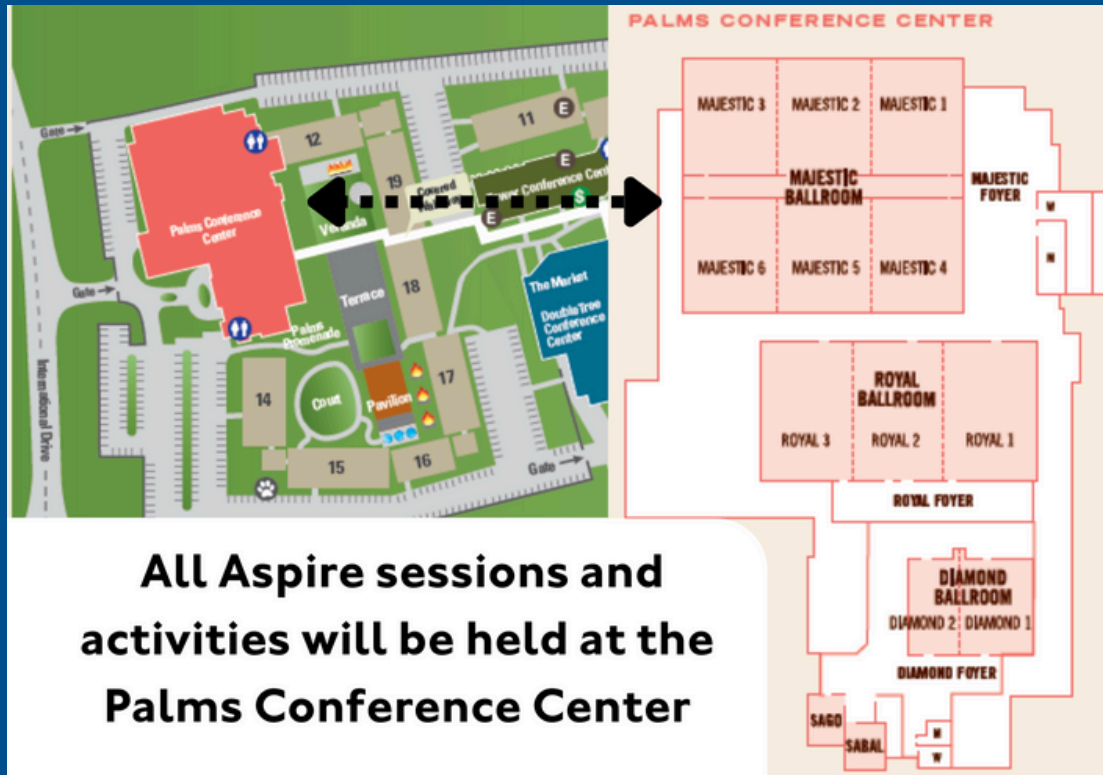 PALMS CONFERENCE CENTER
Gate
12
11
E
E
19
Covered
Tower Conference Center
$
E
Palms Conference
Center
Veranda
Gate
Terrace
18
The Market
DoubleTree
Conference
Center
Palms
Promenade
International Drive
14
Court
Pavilion
17
15
16
Gate
MAJESTIC 3
MAJESTIC 2
MAJESTIC 1
MAJESTIC
BALLROOM
MAJESTIC
FOYER
W
MAJESTIC 6
MAJESTIC 5
MAJESTIC 4
ROYAL
BALLROOM
ROYAL 3
ROYAL 2
ROYAL 1
ROYAL FOYER
DIAMOND
BALLROOM
DIAMOND 2
DIAMOND 1
DIAMOND FOYER
SAGO
SABAL
M
W
All Aspire sessions and
activities will be held at the
Palms Conference Center